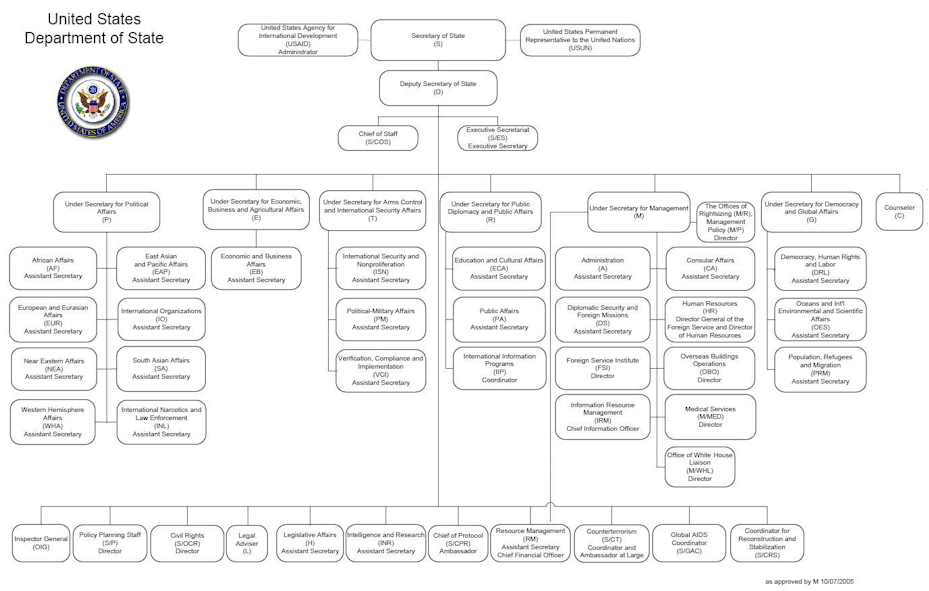 United States
Department of State
DEPARTMENT OF STATE
UNITED STATES OF AMERICA
United States Agency for
International Development
(USAID)
Administrator
Secretary of State
(S)
United States Permanent
Representative to the United Nations
(USUN)
Deputy Secretary of State
(D)
Chief of Staff
(S/COS)
Executive Secretariat
(S/ES)
Executive Secretary
Under Secretary for Political
Affairs
(P)
Under Secretary for Economic,
Business and Agricultural Affairs
(E)
Under Secretary for Arms Control
and International Security Affairs
(T)
Under Secretary for Public
Diplomacy and Public Affairs
(R)
Under Secretary for Management
(M)
The Offices of
Rightsizing (M/R),
Management
Policy (M/P)
Director
Under Secretary for Democracy
and Global Affairs
(G)
Counselor
(C)
African Affairs
(AF)
Assistant Secretary
East Asian
and Pacific Affairs
(EAP)
Assistant Secretary
Economic and Business
Affairs
(EB)
Assistant Secretary
International Security and
Nonproliferation
(ISN)
Assistant Secretary
Education and Cultural Affairs
(ECA)
Assistant Secretary
Administration
(A)
Assistant Secretary
Consular Affairs
(CA)
Assistant Secretary
Democracy, Human Rights
and Labor
(DRL)
Assistant Secretary
European and Eurasian
Affairs
(EUR)
Assistant Secretary
International Organizations
(IO)
Assistant Secretary
Political-Military Affairs
(PM)
Assistant Secretary
Public Affairs
(PA)
Assistant Secretary
Diplomatic Security and
Foreign Missions
(DS)
Assistant Secretary
Human Resources
(HR)
Director General of the
Foreign Service and Director
of Human Resources
Oceans and Int'l
Environmental and Scientific
Affairs
(OES)
Assistant Secretary
Near Eastern Affairs
(NEA)
Assistant Secretary
South Asian Affairs
(SA)
Assistant Secretary
Verification, Compliance and
Implementation
(VCI)
Assistant Secretary
International Information
Programs
(IIP)
Coordinator
Foreign Service Institute
(FSI)
Director
Overseas Buildings
Operations
(OBO)
Director
Population, Refugees
and Migration
(PRM)
Assistant Secretary
Western Hemisphere
Affairs
(WHA)
Assistant Secretary
International Narcotics and
Law Enforcement
(INL)
Assistant Secretary
Information Resource
Management
(IRM)
Chief Information Officer
Medical Services
(M/MED)
Director
Office of White House
Liaison
(M/WHL)
Director
Inspector General
(OIG)
Policy Planning Staff
(S/P)
Director
Civil Rights
(S/OCR)
Director
Legal
Adviser
(L)
Legislative Affairs
(H)
Assistant Secretary
Intelligence and Research
(INR)
Assistant Secretary
Chief of Protocol
(S/CPR)
Ambassador
Resource Management
(RM)
Assistant Secretary
Chief Financial Officer
Counterterrorism
(S/CT)
Coordinator and
Ambassador at Large
Global AIDS
Coordinator
(S/GAC)
Coordinator for
Reconstruction and
Stabilization
(S/CRS)
as approved by M 10/07/2005